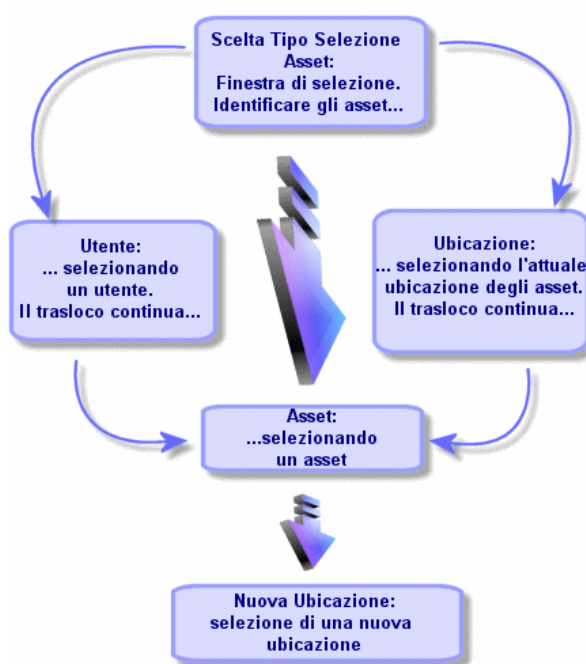 Scelta Tipo Selezione
Asset:
Finestra di selezione.
Identificare gli asset...
Utente:
... selezionando
un utente.
Il trasloco continua...
Ubicazione:
... selezionando l'attuale
ubicazione degli asset.
Il trasloco continua...
Asset:
...selezionando
un asset
Nuova Ubicazione:
selezione di una nuova
ubicazione